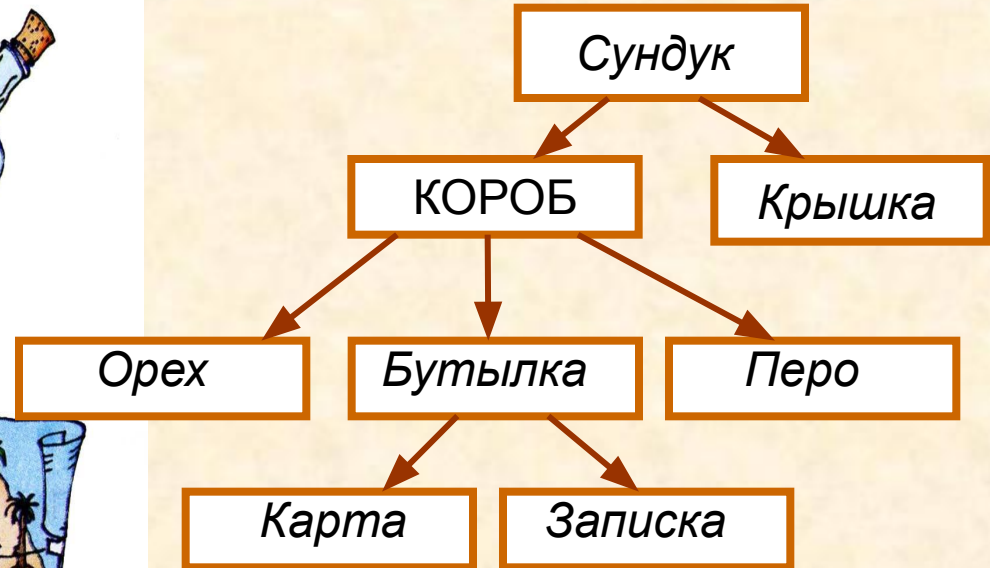 Сундук
КОРОБ
Крышка
Орех
Бутылка
Перо
Карта
Записка